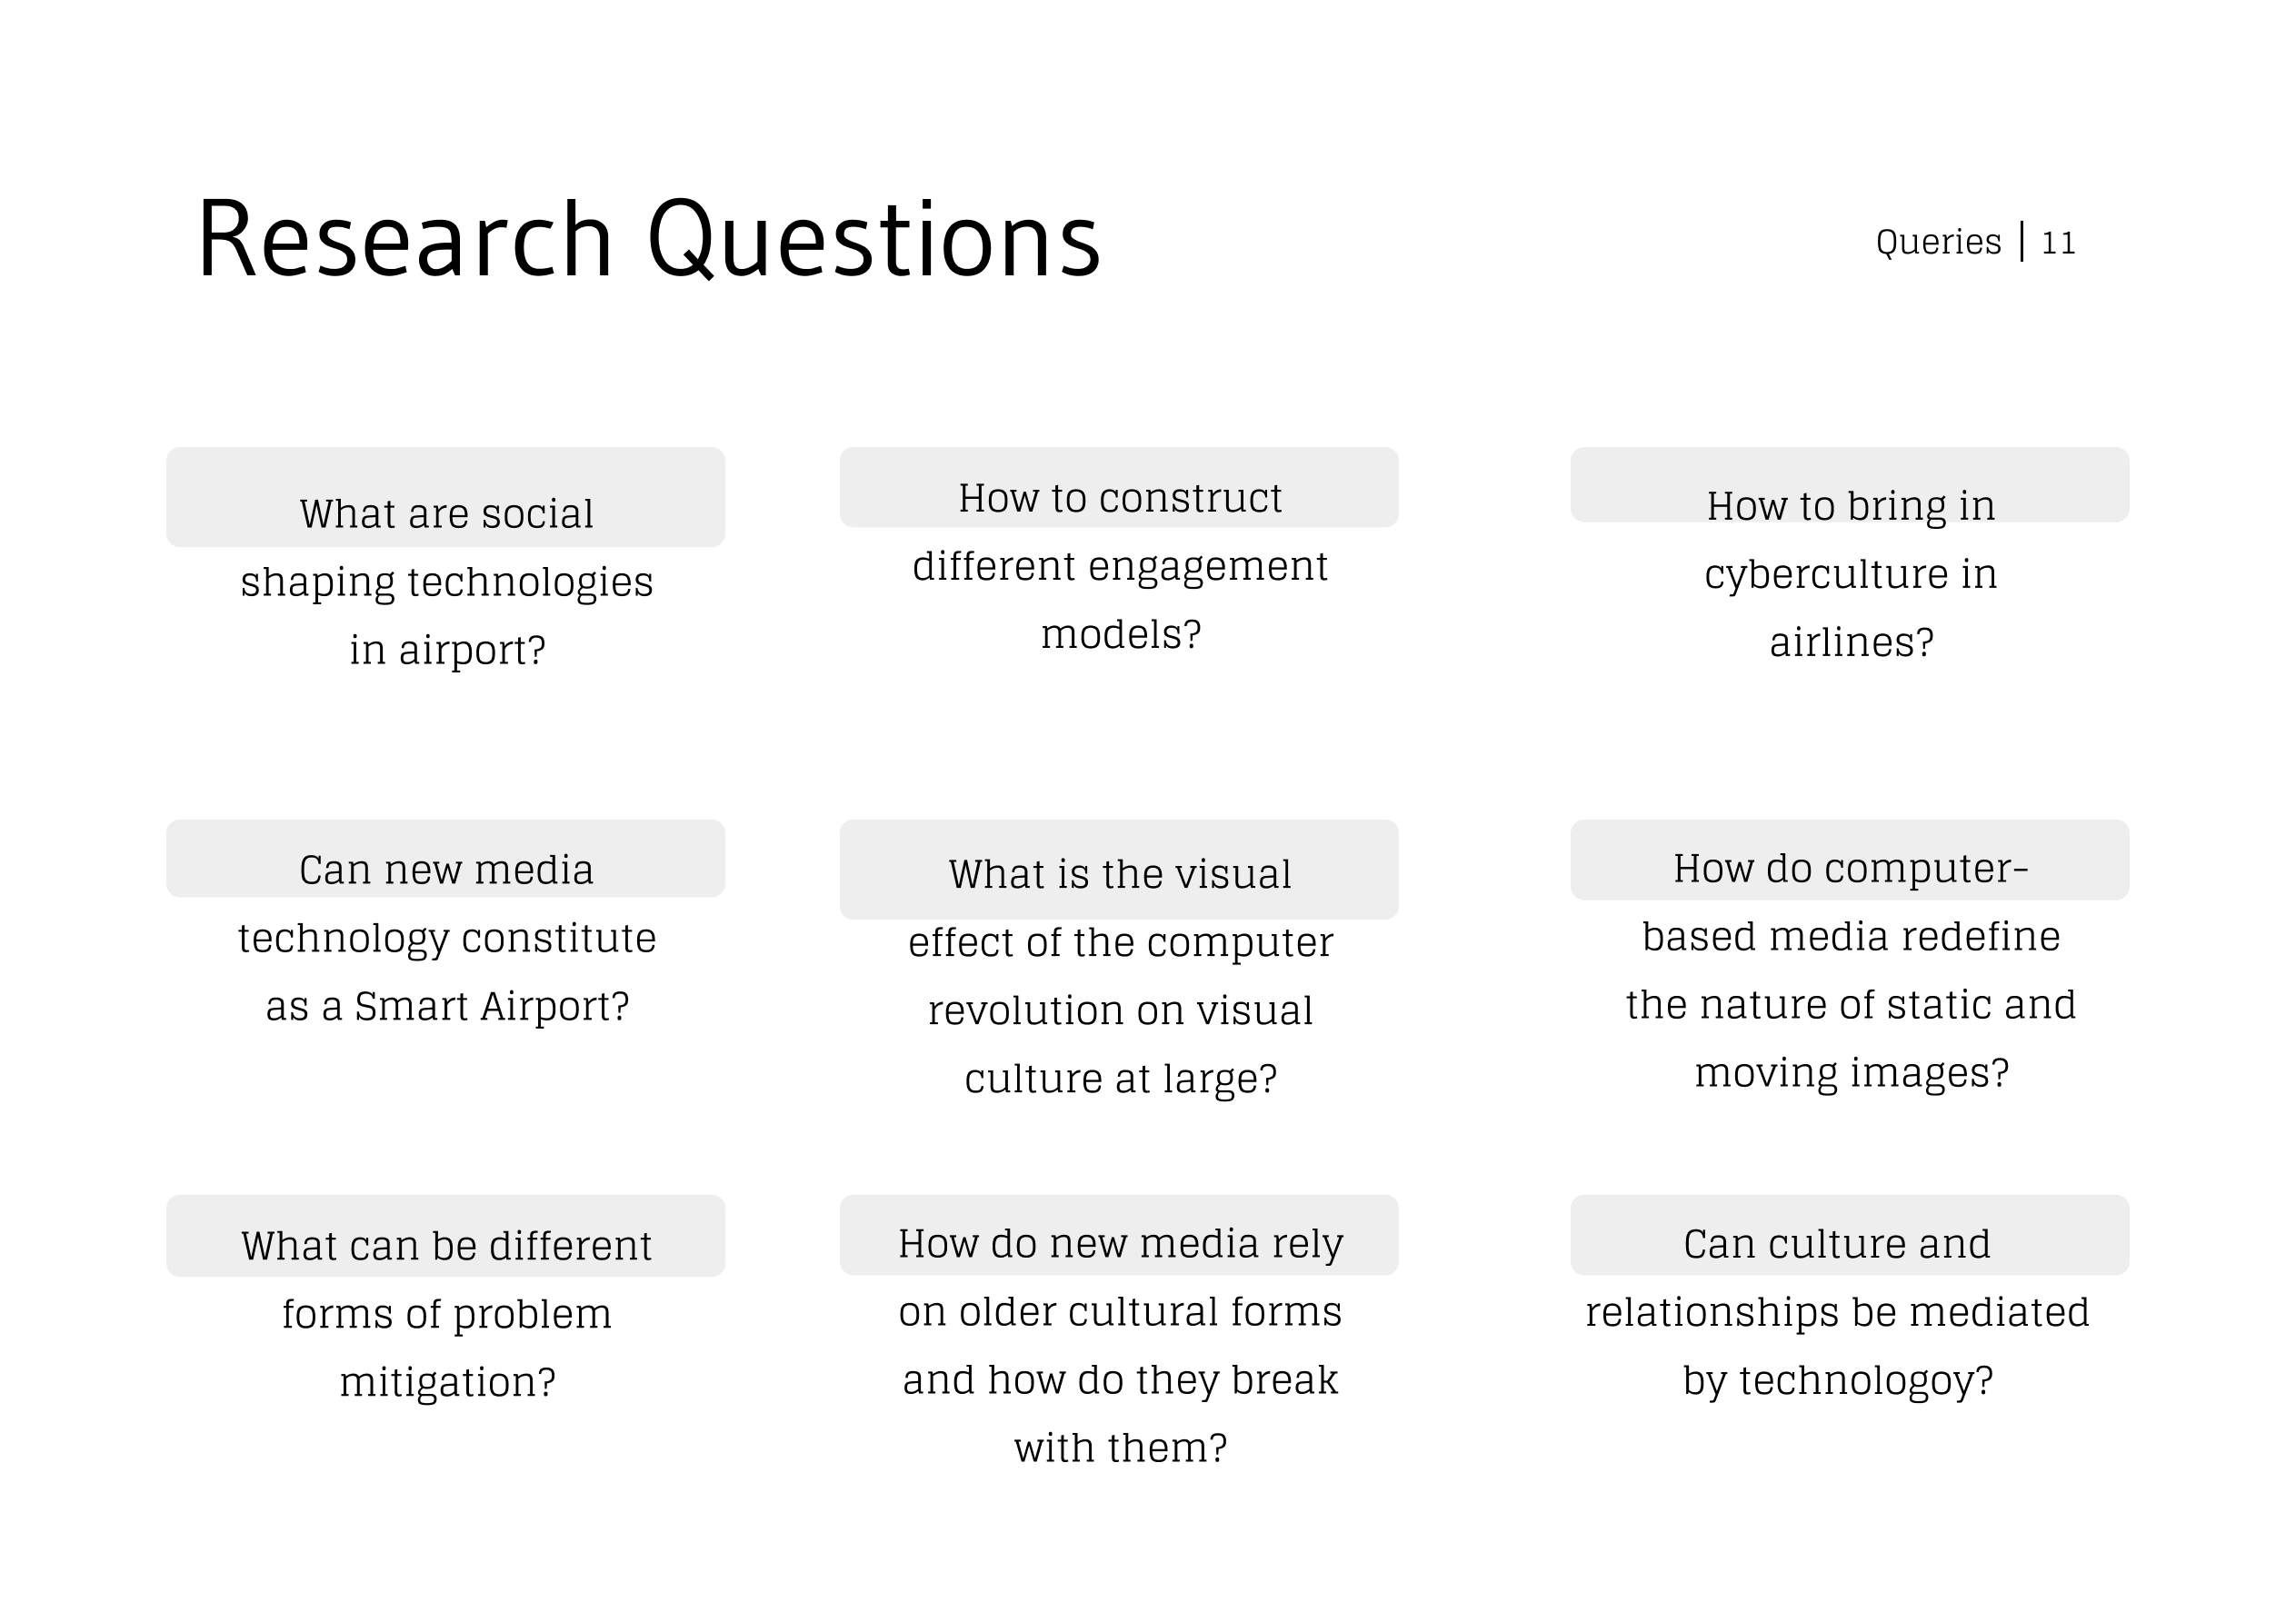 Research Questions
Queries | 11
What are social
shaping technologies
in airport?
How to construct
different engagement
models?
How to bring in
cyberculture in
airlines?
Can new media
technology constitute
as a Smart Airport?
What is the visual
effect of the computer
revolution on visual
culture at large?
How do computer-
based media redefine
the nature of static and
moving images?
What can be different
forms of problem
mitigation?
How do new media rely
on older cultural forms
and how do they break
with them?
Can culture and
relationships be mediated
by technologoy?